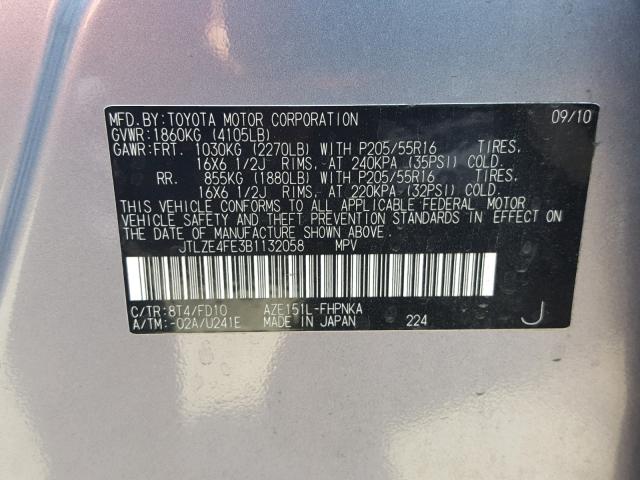 MFD. BY: TOYOTA MOTOR CORPORATION 09/10
GVWR: 1860KG (4105LB)
GAWR: FRT. 1030KG (2270LB) WITH P205/55R16 TIRES,
16X6 1/2J RIMS, AT 240KPA (35PSI) COLD.
RR. 855KG (1880LB) WITH P205/55R16 TIRES,
16X6 1/2J RIMS, AT 220KPA (32PSI) COLD.
THIS VEHICLE CONFORMS TO ALL APPLICABLE FEDERAL MOTOR
VEHICLE SAFETY AND THEFT PREVENTION STANDARDS IN EFFECT ON
THE DATE OF MANUFACTURE SHOWN ABOVE.
JTLZE4FE3B1132058 MPV
C/TR: 8T4/FD10 AZE151L-FHPNKA
A/TM: -02A/U241E MADE IN JAPAN 224 J